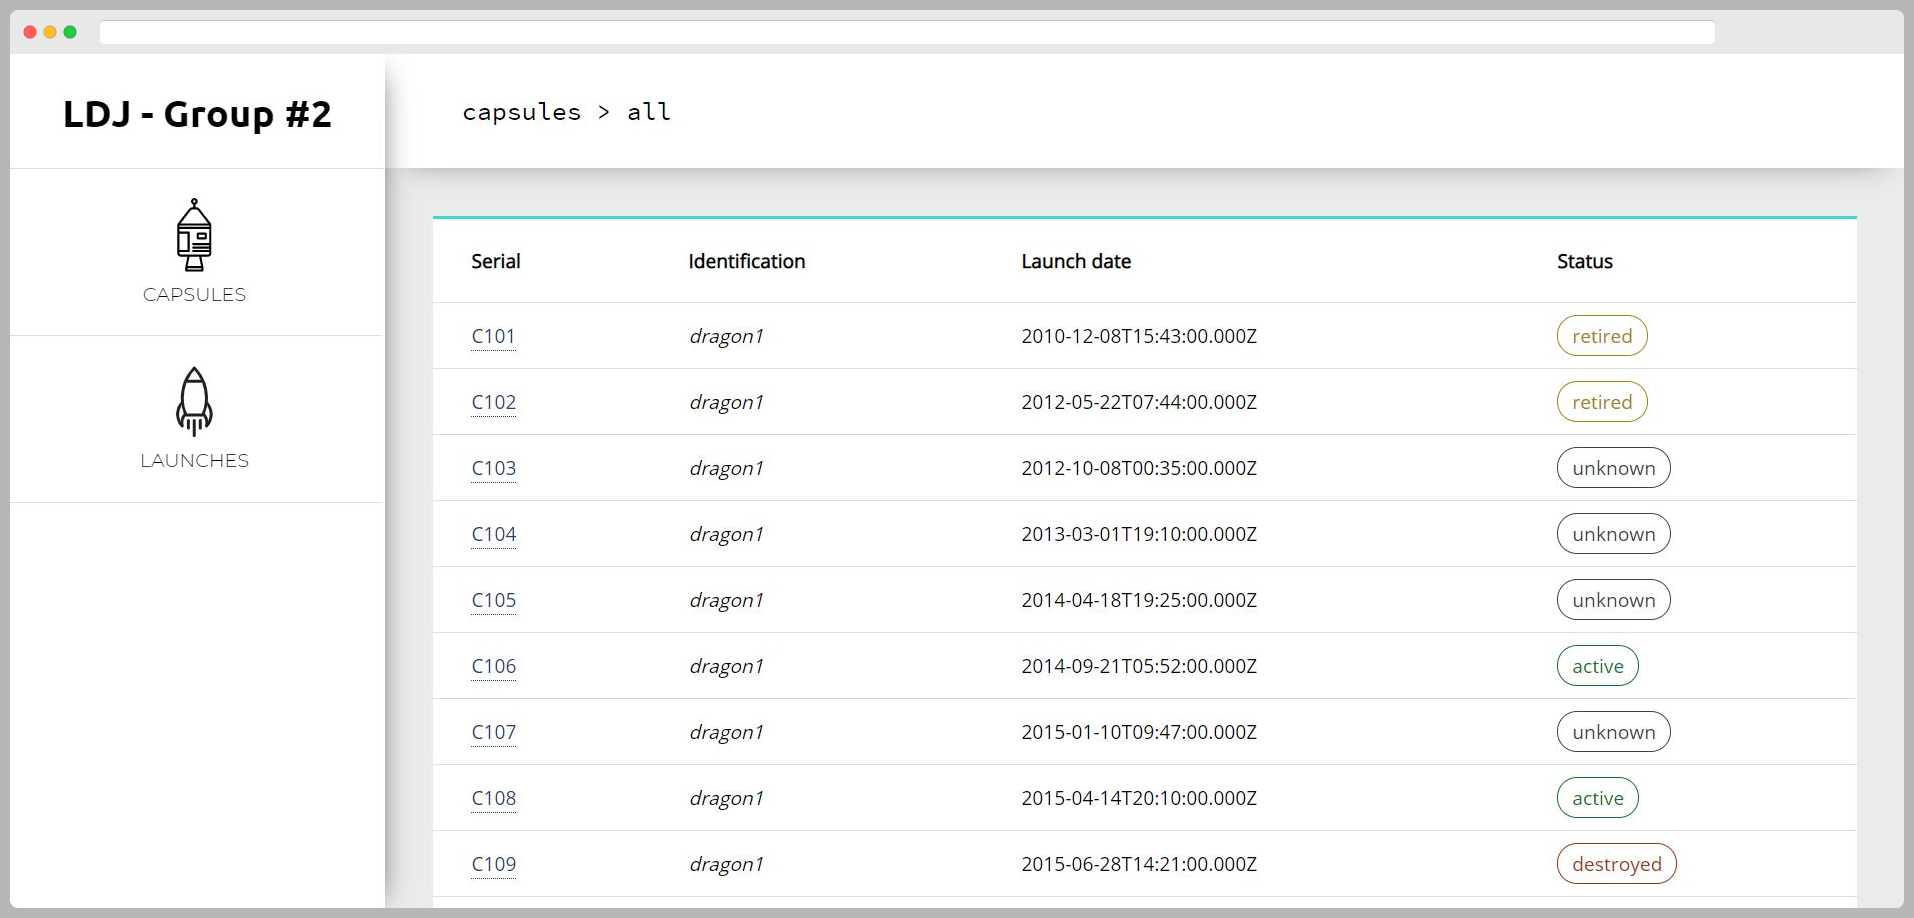 LDJ - Group #2
capsules > all
CAPSULES
LAUNCHES
Serial Identification Launch date Status
C101 dragon1 2010-12-08T15:43:00.000Z retired
C102 dragon1 2012-05-22T07:44:00.000Z retired
C103 dragon1 2012-10-08T00:35:00.000Z unknown
C104 dragon1 2013-03-01T19:10:00.000Z unknown
C105 dragon1 2014-04-18T19:25:00.000Z unknown
C106 dragon1 2014-09-21T05:52:00.000Z active
C107 dragon1 2015-01-10T09:47:00.000Z unknown
C108 dragon1 2015-04-14T20:10:00.000Z active
C109 dragon1 2015-06-28T14:21:00.000Z destroyed